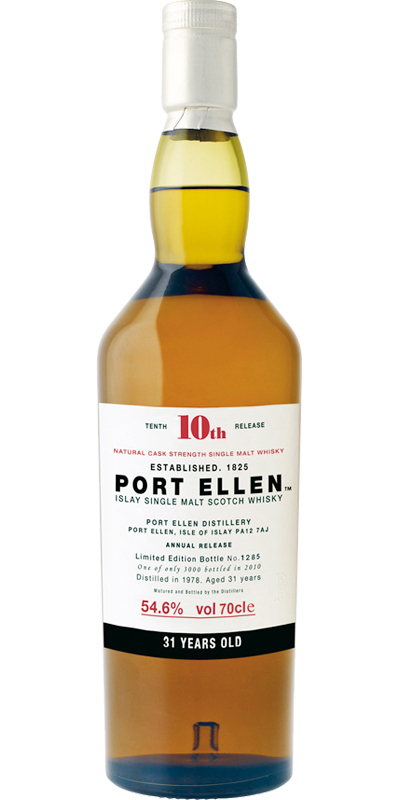 TENTH 10th RELEASE
NATURAL CASK STRENGTH SINGLE MALT WHISKY
ESTABLISHED. 1825
PORT ELLEN™
ISLAY SINGLE MALT SCOTCH WHISKY
PORT ELLEN DISTILLERY
PORT ELLEN, ISLE OF ISLAY PA12 7AJ
ANNUAL RELEASE
Limited Edition Bottle No.1285
One of only 3000 bottled in 2010
Distilled in 1978. Aged 31 years
Matured and Bottled by the Distillers
54.6% vol 70cl e
31 YEARS OLD